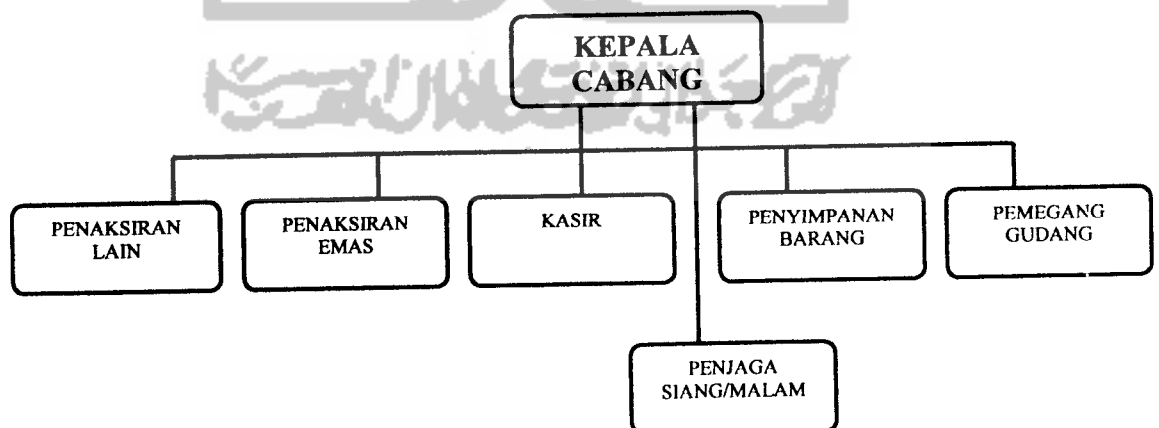 KEPALA
CABANG
PENAKSIRAN
LAIN
PENAKSIRAN
EMAS
KASIR
PENYIMPANAN
BARANG
PEMEGANG
GUDANG
PENJAGA
SIANG/MALAM